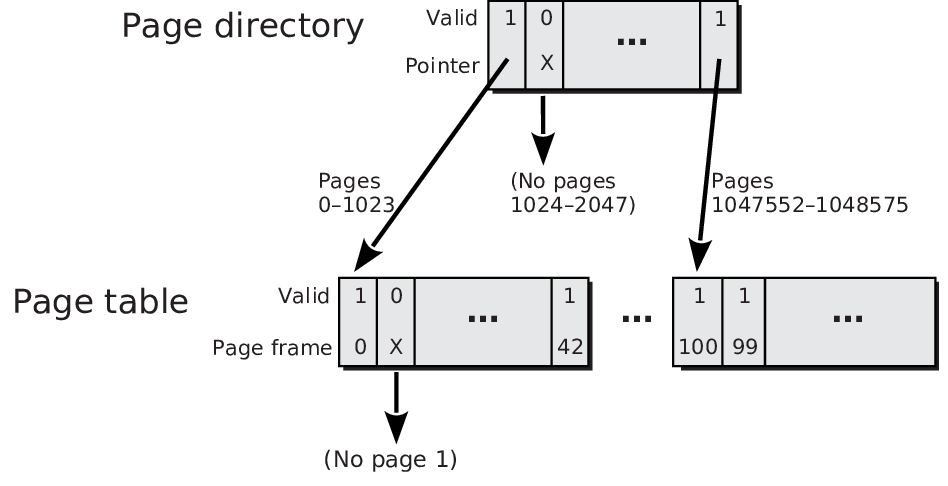 Page directory
Valid 1 0 ... 1
Pointer X
Pages
0–1023
(No pages
1024–2047)
Pages
1047552–1048575
Page table
Valid 1 0 ... 1 ... 1 1 ...
Page frame 0 X 42 100 99
(No page 1)